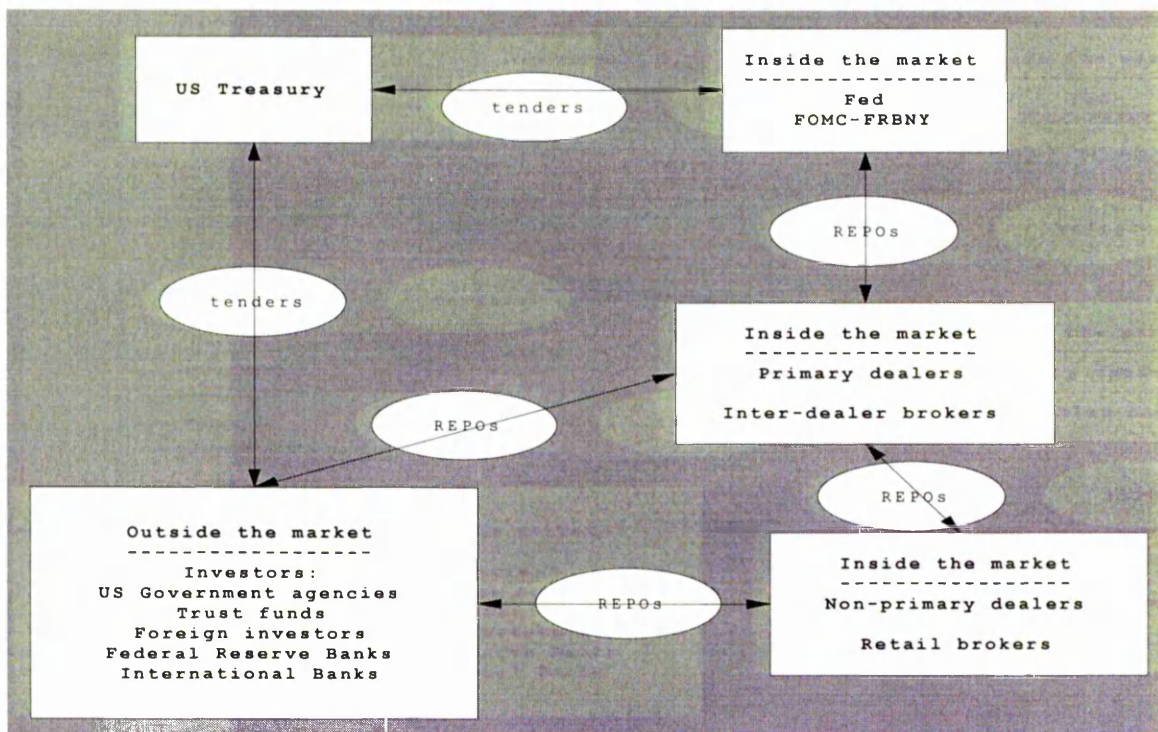 US Treasury
tenders
Inside the market
Fed
FOMC-FRBNY
REPOs
tenders
Inside the market
Primary dealers
Inter-dealer brokers
REPOs
REPOs
Outside the market
Investors:
US Government agencies
Trust funds
Foreign investors
Federal Reserve Banks
International Banks
REPOs
Inside the market
Non-primary dealers
Retail brokers